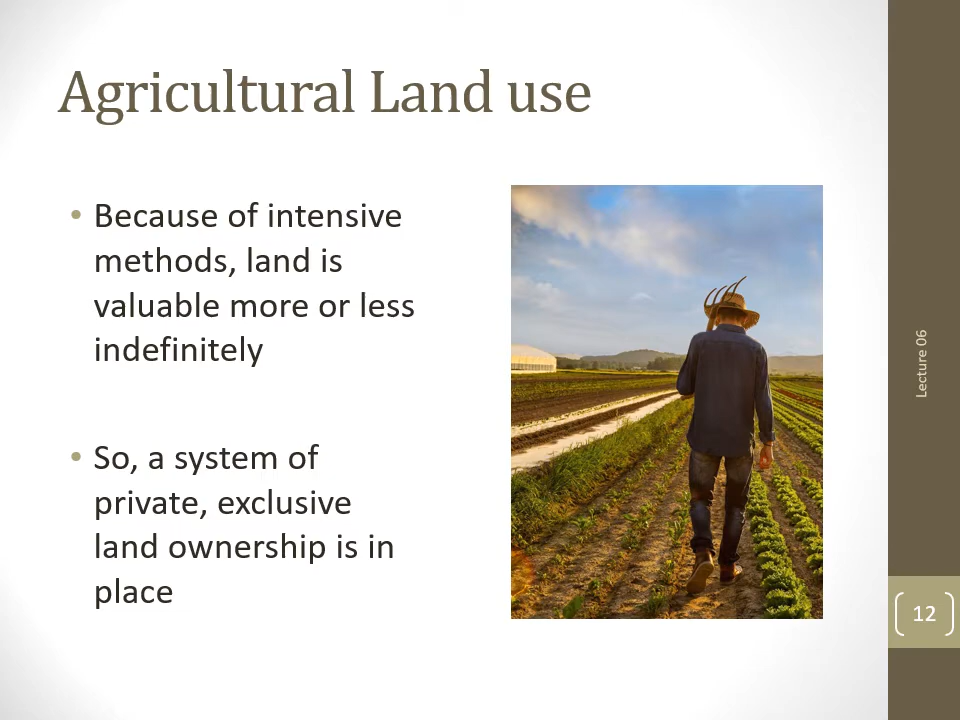 Agricultural Land use
• Because of intensive
methods, land is
valuable more or less
indefinitely
• So, a system of
private, exclusive
land ownership is in
place
Lecture 06
12